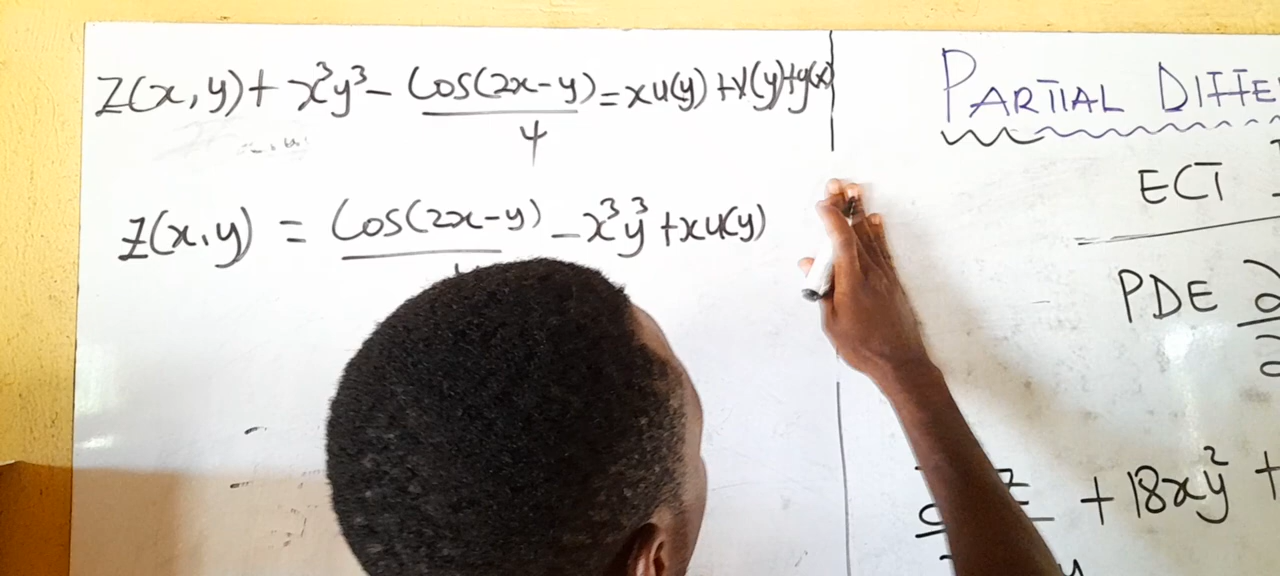 Z(x,y) + x³y³ - Cos(2x-y)/4 = xu(y) + V(y) + g(x)
Z(x,y) = Cos(2x-y) - x³y³ + xu(y)
PARTIAL DIFFE
ECT
PDE ∂
∂
+ 18xy² +